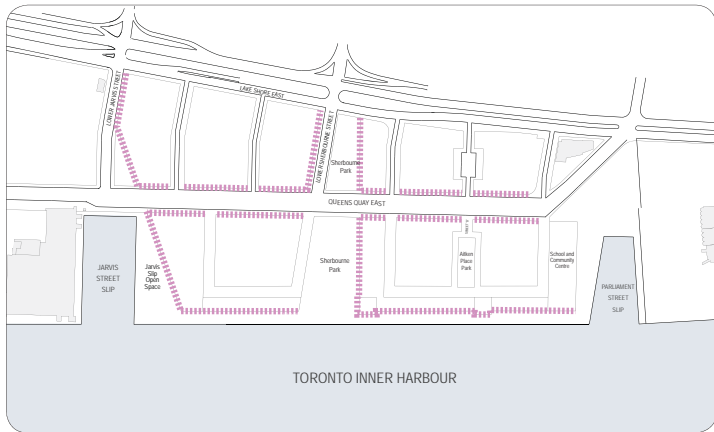 LOWER JARVIS STREET
LAKE SHORE EAST
LOWER SHERBOURNE STREET
Sherbourne
Park
QUEENS QUAY EAST
JARVIS
STREET
SLIP
Jarvis
Slip
Open
Space
Sherbourne
Park
Aitken
Place
Park
School and
Community
Centre
PARLIAMENT
STREET
SLIP
TORONTO INNER HARBOUR